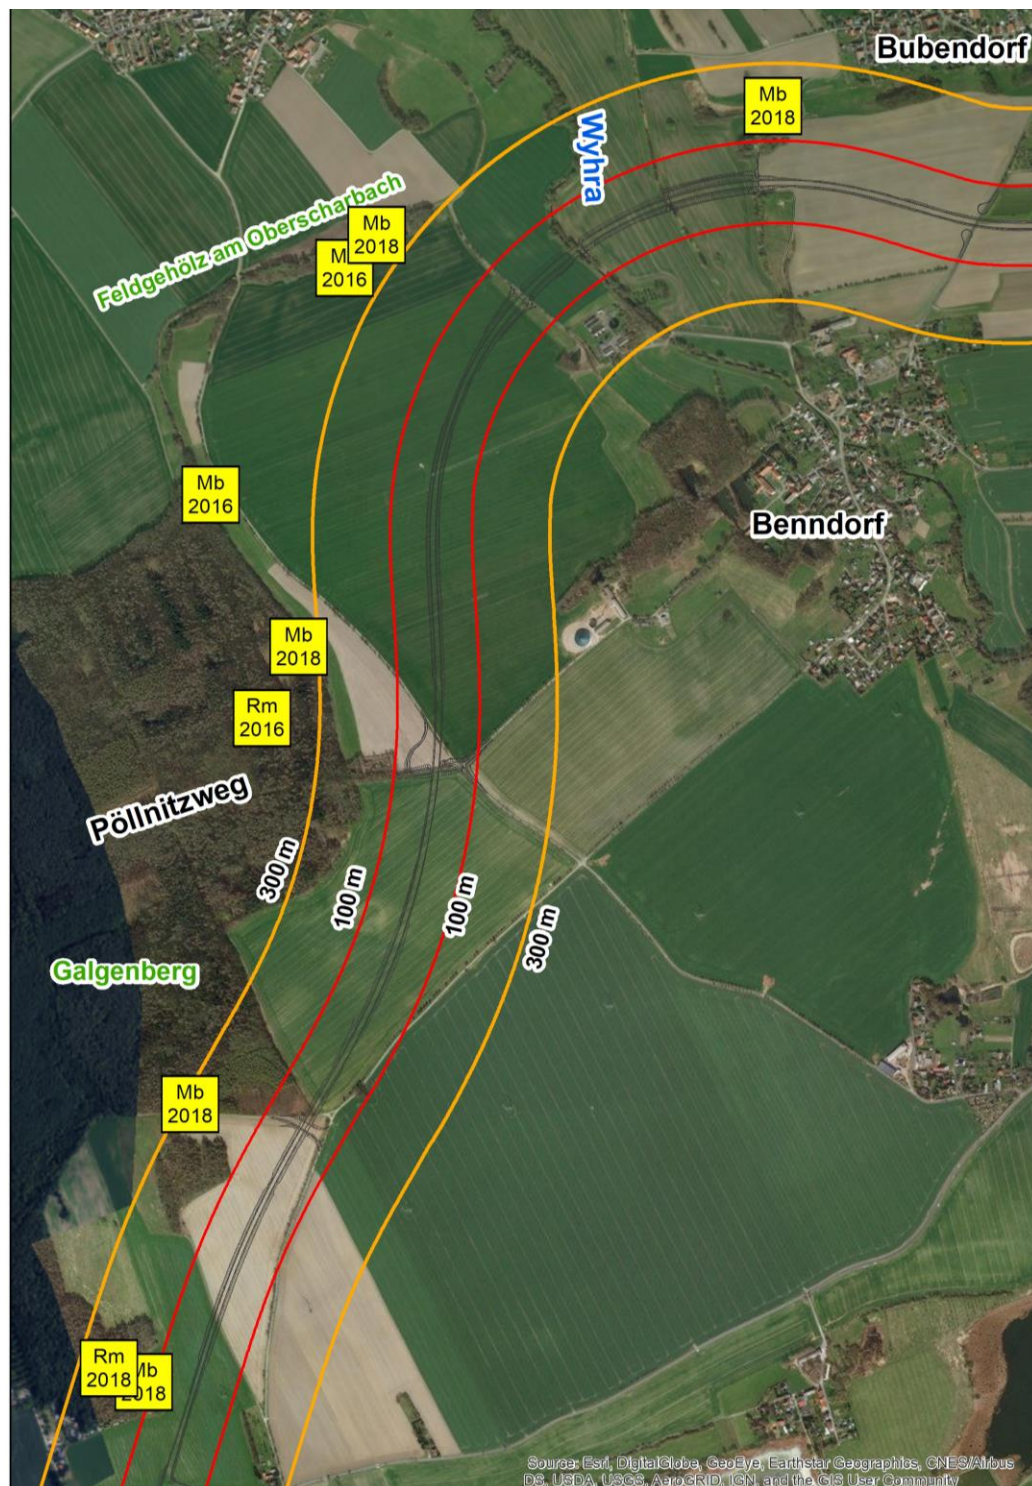 Bubendorf
Mb
2018
Wyhra
Feldgehölz am Oberscharbach
Mb
2018
M
2016
Mb
2016
Benndorf
Mb
2018
Rm
2016
Pöllnitzweg
300 m
100 m
100 m
300 m
Galgenberg
Mb
2018
Rm
2018
Mb
2018
Source: Esri, DigitalGlobe, GeoEye, Earthstar Geographics, CNES/Airbus
DS, USDA, USGS, AeroGRID, IGN, and the GIS User Community